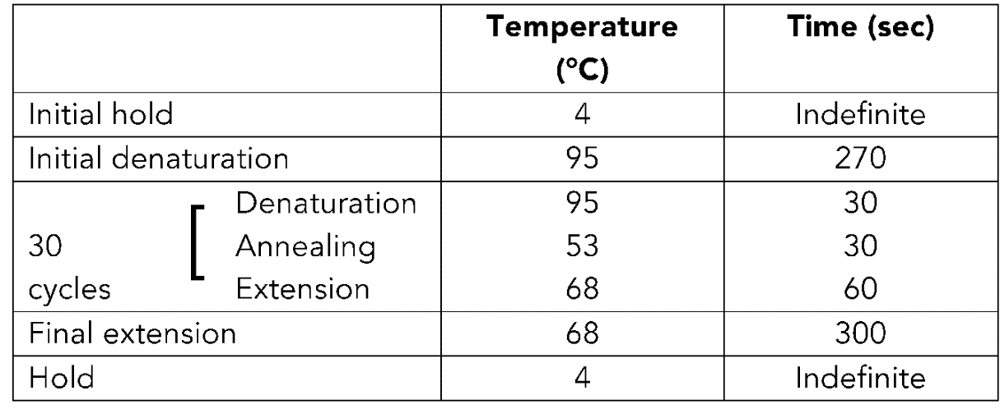 Temperature (°C) Time (sec)
Initial hold 4 Indefinite
Initial denaturation 95 270
Denaturation 95 30
30 Annealing 53 30
cycles Extension 68 60
Final extension 68 300
Hold 4 Indefinite